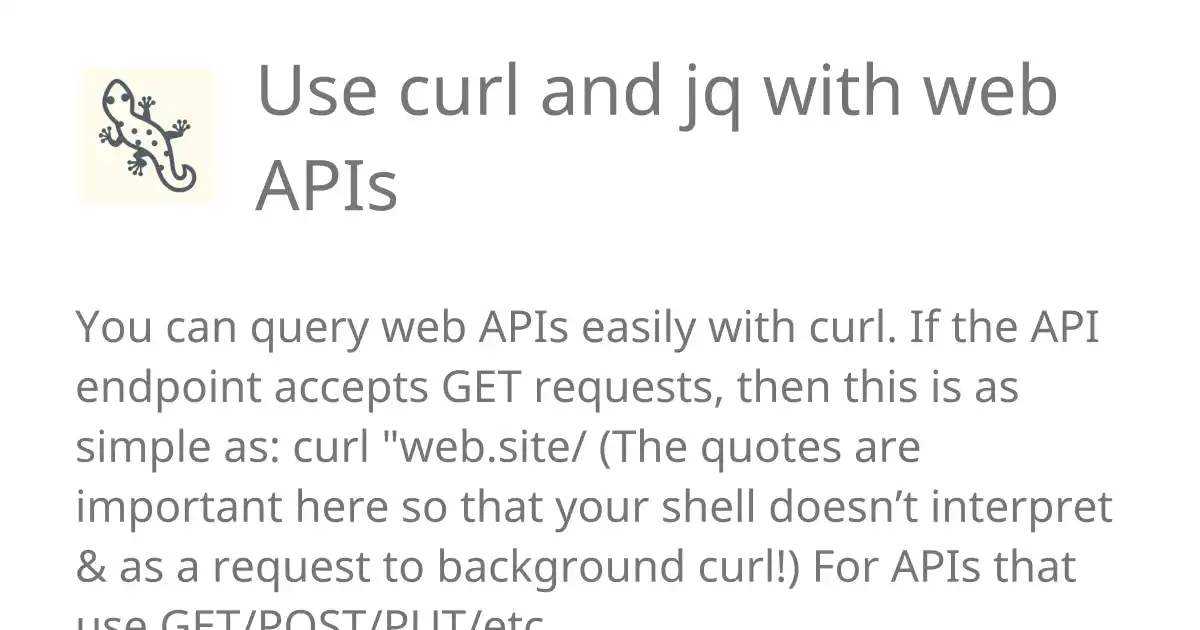 Use curl and jq with web
APIs
You can query web APIs easily with curl. If the API
endpoint accepts GET requests, then this is as
simple as: curl "web.site/ (The quotes are
important here so that your shell doesn’t interpret
& as a request to background curl!) For APIs that
use GET/POST/PUT/etc